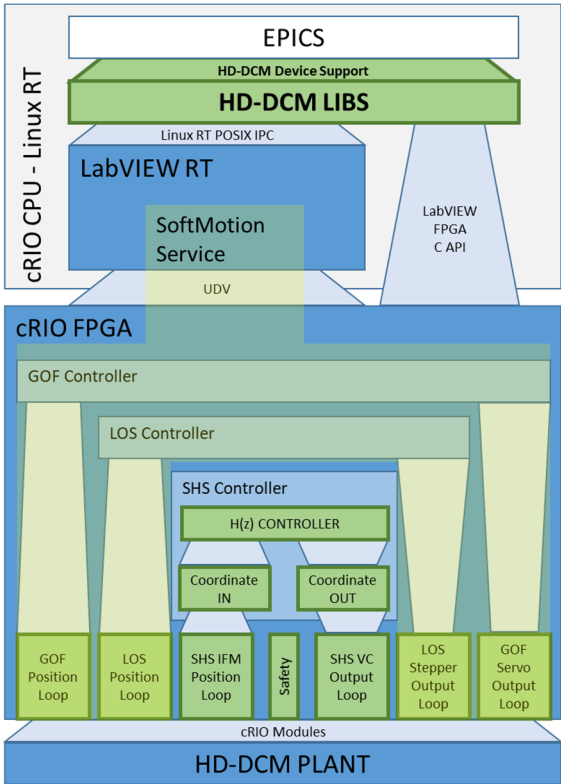 EPICS
HD-DCM Device Support
HD-DCM LIBS
cRIO CPU - Linux RT
Linux RT POSIX IPC
LabVIEW RT
SoftMotion
Service
LabVIEW
FPGA
C API
UDV
cRIO FPGA
GOF Controller
LOS Controller
SHS Controller
H(z) CONTROLLER
Coordinate
IN
Coordinate
OUT
GOF
Position
Loop
LOS
Position
Loop
SHS IFM
Position
Loop
Safety
SHS VC
Output
Loop
LOS
Stepper
Output
Loop
GOF
Servo
Output
Loop
cRIO Modules
HD-DCM PLANT